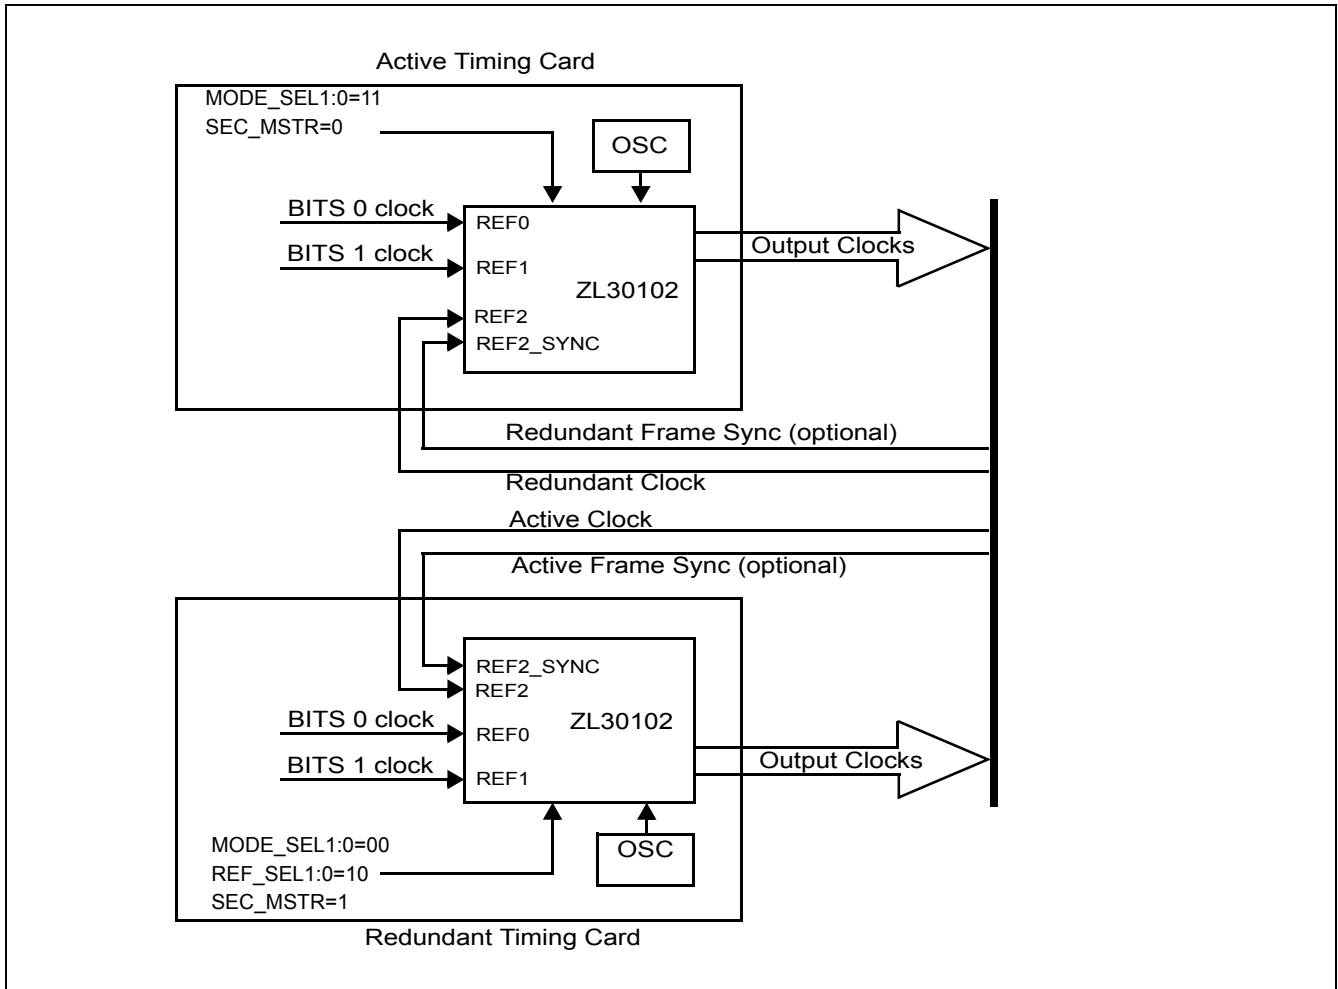 Active Timing Card
MODE_SEL1:0=11
SEC_MSTR=0
OSC
BITS 0 clock
REF0
BITS 1 clock
REF1
ZL30102
REF2
REF2_SYNC
Output Clocks
Redundant Frame Sync (optional)
Redundant Clock
Active Clock
Active Frame Sync (optional)
REF2_SYNC
REF2
BITS 0 clock
REF0
ZL30102
BITS 1 clock
REF1
Output Clocks
MODE_SEL1:0=00
REF_SEL1:0=10
SEC_MSTR=1
OSC
Redundant Timing Card